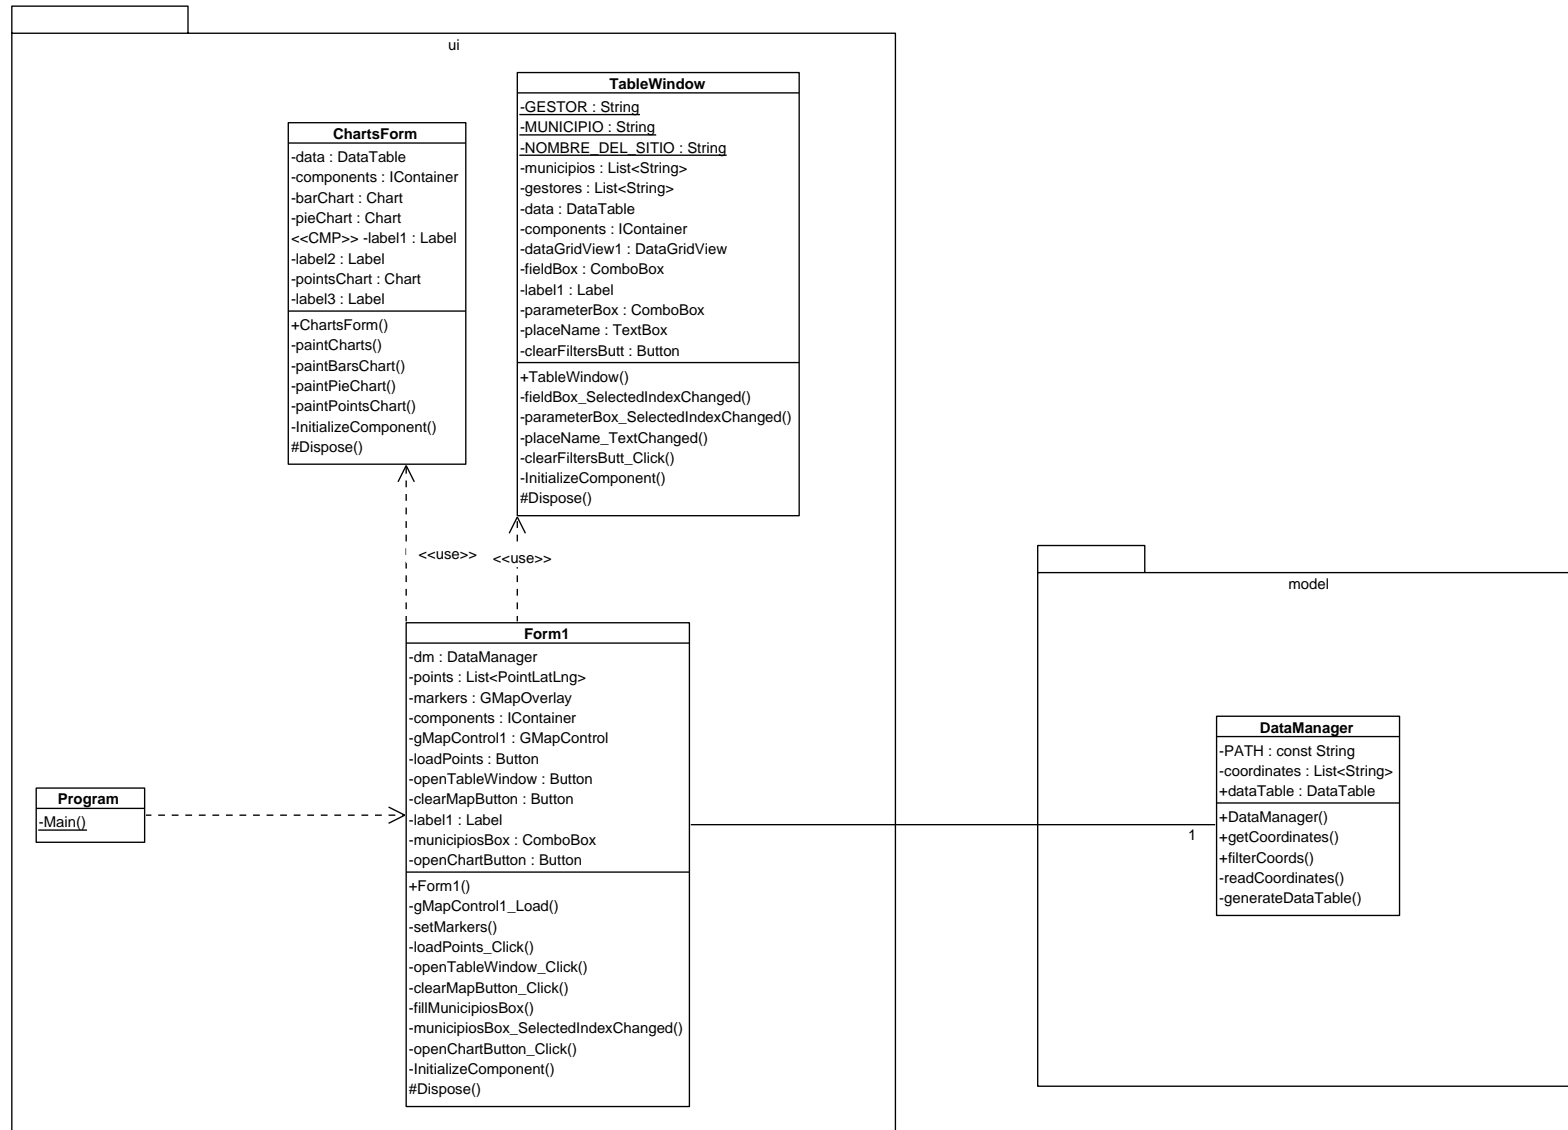 ui
TableWindow
-GESTOR : String
-MUNICIPIO : String
-NOMBRE_DEL_SITIO : String
-municipios : List<String>
-gestores : List<String>
-data : DataTable
-components : IContainer
-dataGridView1 : DataGridView
-fieldBox : ComboBox
-label1 : Label
-parameterBox : ComboBox
-placeName : TextBox
-clearFiltersButt : Button
+TableWindow()
-fieldBox_SelectedIndexChanged()
-parameterBox_SelectedIndexChanged()
-placeName_TextChanged()
-clearFiltersButt_Click()
-InitializeComponent()
#Dispose()
ChartsForm
-data : DataTable
-components : IContainer
-barChart : Chart
-pieChart : Chart
<<CMP>> -label1 : Label
-label2 : Label
-pointsChart : Chart
-label3 : Label
+ChartsForm()
-paintCharts()
-paintBarsChart()
-paintPieChart()
-paintPointsChart()
-InitializeComponent()
#Dispose()
<<use>>
<<use>>
Form1
-dm : DataManager
-points : List<PointLatLng>
-markers : GMapOverlay
-components : IContainer
-gMapControl1 : GMapControl
-loadPoints : Button
-openTableWindow : Button
-clearMapButton : Button
-label1 : Label
-municipiosBox : ComboBox
-openChartButton : Button
+Form1()
-gMapControl1_Load()
-setMarkers()
-loadPoints_Click()
-openTableWindow_Click()
-clearMapButton_Click()
-fillMunicipiosBox()
-municipiosBox_SelectedIndexChanged()
-openChartButton_Click()
-InitializeComponent()
#Dispose()
Program
-Main()
model
DataManager
-PATH : const String
-coordinates : List<String>
+dataTable : DataTable
+DataManager()
+getCoordinates()
+filterCoords()
-readCoordinates()
-generateDataTable()
1